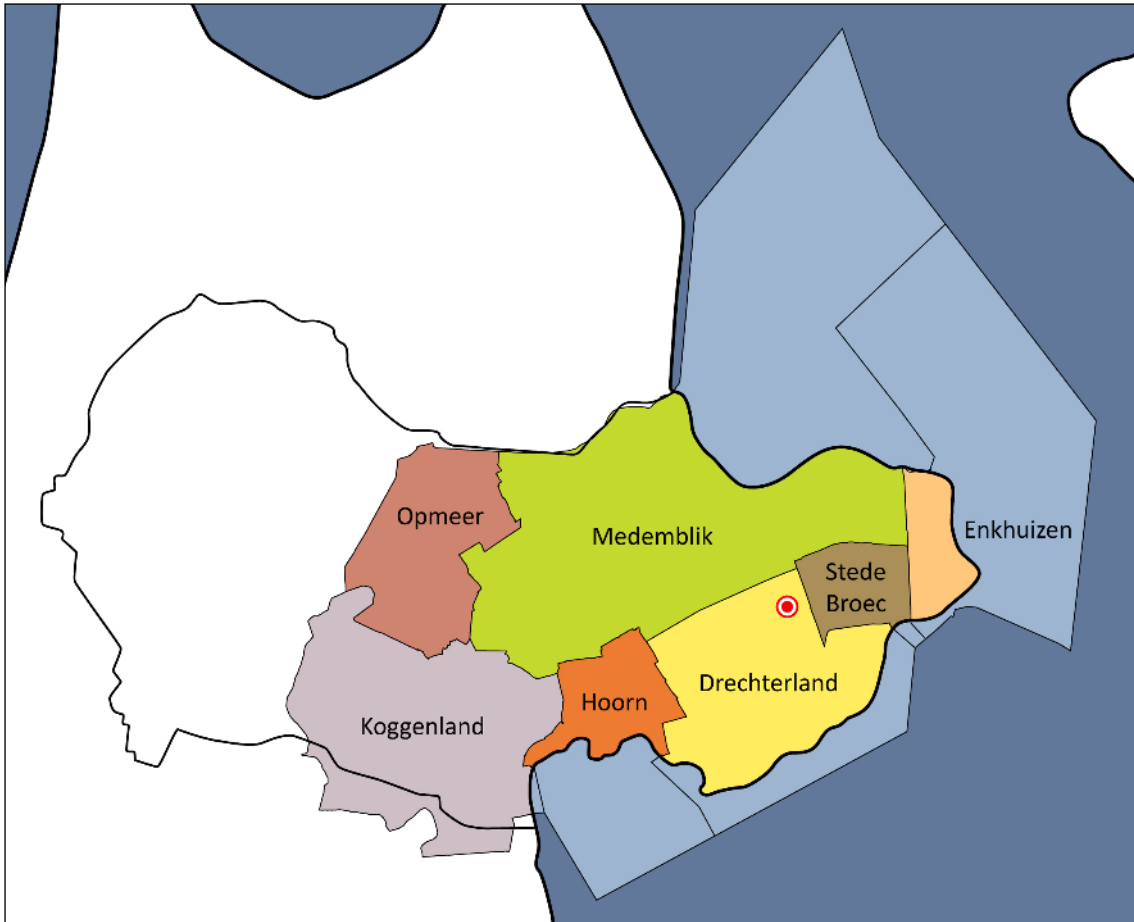 Opmeer
Medemblik
Enkhuizen
Stede
Broec
Drechterland
Hoorn
Koggenland